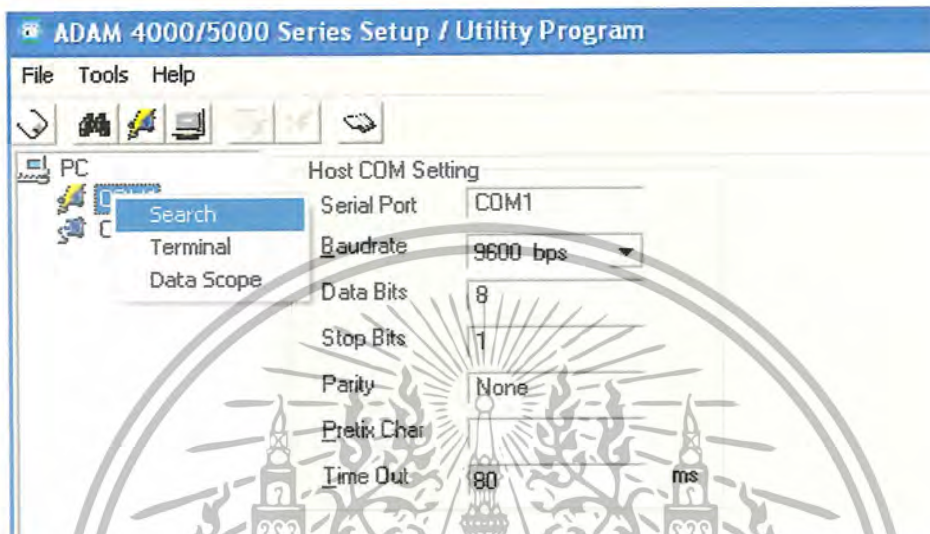 ADAM 4000/5000 Series Setup / Utility Program
File Tools Help
PC
Search
Terminal
Data Scope
Host COM Setting
Serial Port COM1
Baudrate 9600 bps
Data Bits 8
Stop Bits 1
Parity None
Prefix Char
Time Out 80 ms